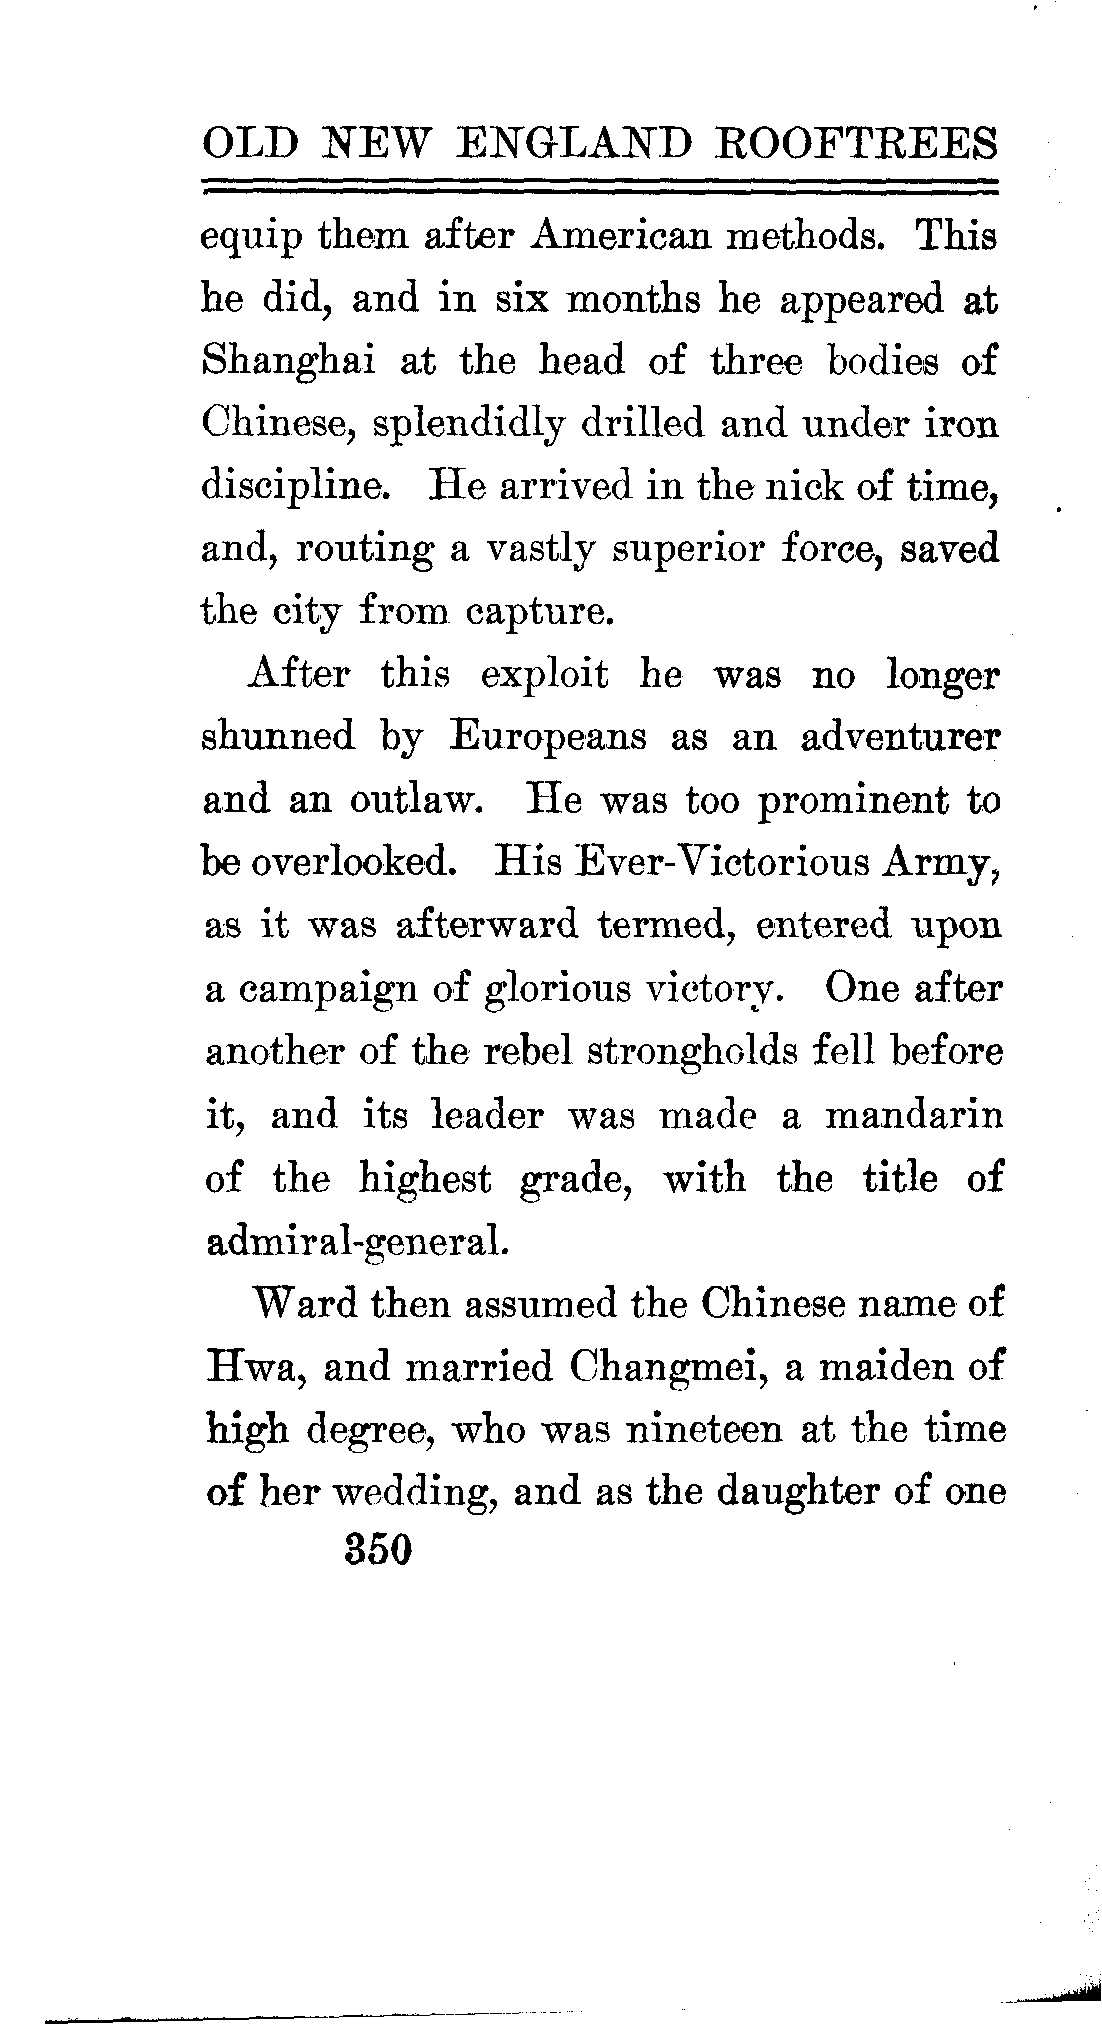 OLD NEW ENGLAND ROOFTREES
equip them after American methods. This
he did, and in six months he appeared at
Shanghai at the head of three bodies of
Chinese, splendidly drilled and under iron
discipline. He arrived in the nick of time,
and, routing a vastly superior force, saved
the city from capture.
After this exploit he was no longer
shunned by Europeans as an adventurer
and an outlaw. He was too prominent to
be overlooked. His Ever-Victorious Army,
as it was afterward termed, entered upon
a campaign of glorious victory. One after
another of the rebel strongholds fell before
it, and its leader was made a mandarin
of the highest grade, with the title of
admiral-general.
Ward then assumed the Chinese name of
Hwa, and married Changmei, a maiden of
high degree, who was nineteen at the time
of her wedding, and as the daughter of one
350